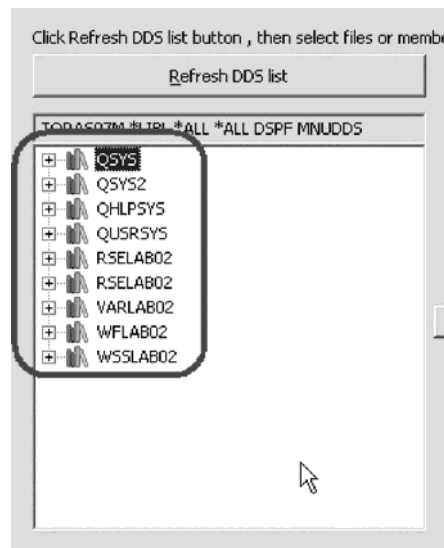 Click Refresh DDS list button , then select files or membe
Refresh DDS list
*LIBL *ALL *ALL DSPF MNUDDS
QSYS
QSYS2
QHLPSYS
QUSRSYS
RSELAB02
RSELAB02
VARLAB02
WFLAB02
WSSLAB02